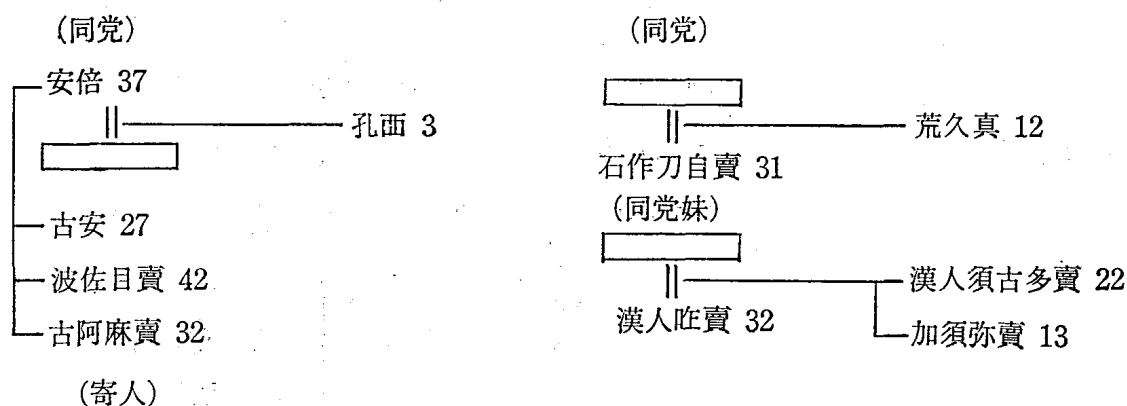 (同党)
安倍 37
孔面 3
古安 27
波佐目賣 42
古阿麻賣 32
(寄人)
(同党)
荒久真 12
石作刀自賣 31
(同党妹)
漢人須古多賣 22
漢人咋賣 32
加須弥賣 13